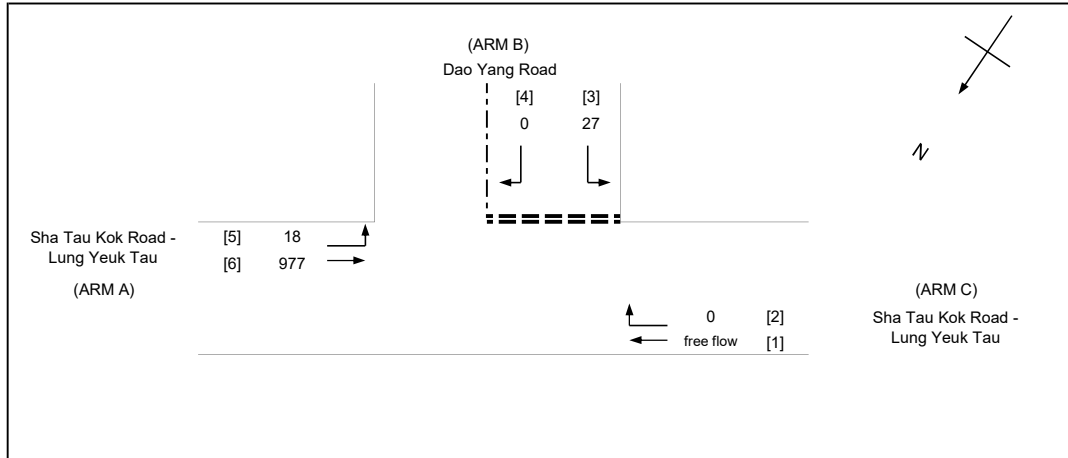 (ARM B)
Dao Yang Road
[4] [3]
0 27
N
Sha Tau Kok Road -
Lung Yeuk Tau
(ARM A)
[5] 18
[6] 977
(ARM C)
Sha Tau Kok Road -
Lung Yeuk Tau
0 [2]
free flow [1]